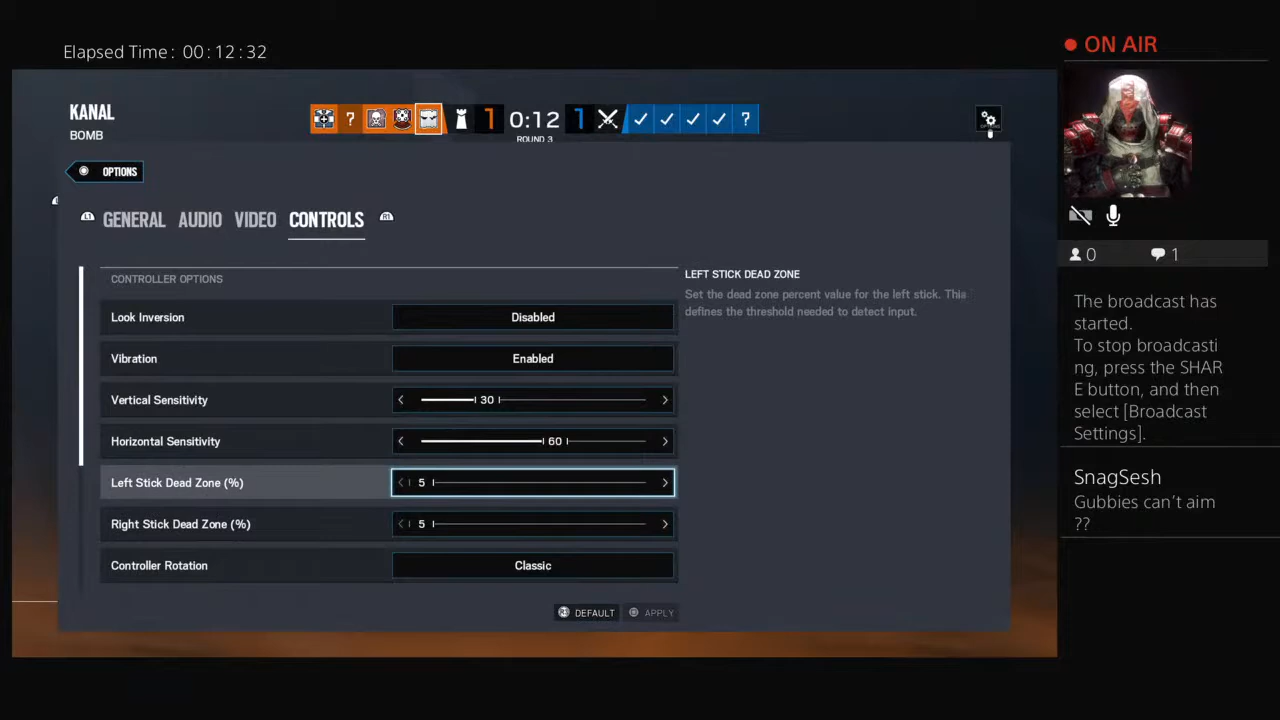 Elapsed Time: 00:12:32
ON AIR
KANAL
BOMB
? 1 0:12 1 ?
ROUND 3
OPTIONS
L1 GENERAL AUDIO VIDEO CONTROLS R1
CONTROLLER OPTIONS
Look Inversion Disabled
Vibration Enabled
Vertical Sensitivity 30
Horizontal Sensitivity 60
Left Stick Dead Zone (%) 5
Right Stick Dead Zone (%) 5
Controller Rotation Classic
DEFAULT APPLY
LEFT STICK DEAD ZONE
Set the dead zone percent value for the left stick. This
defines the threshold needed to detect input.
0 1
The broadcast has
started.
To stop broadcasti
ng, press the SHAR
E button, and then
select [Broadcast
Settings].
SnagSesh
Gubbies can't aim
??